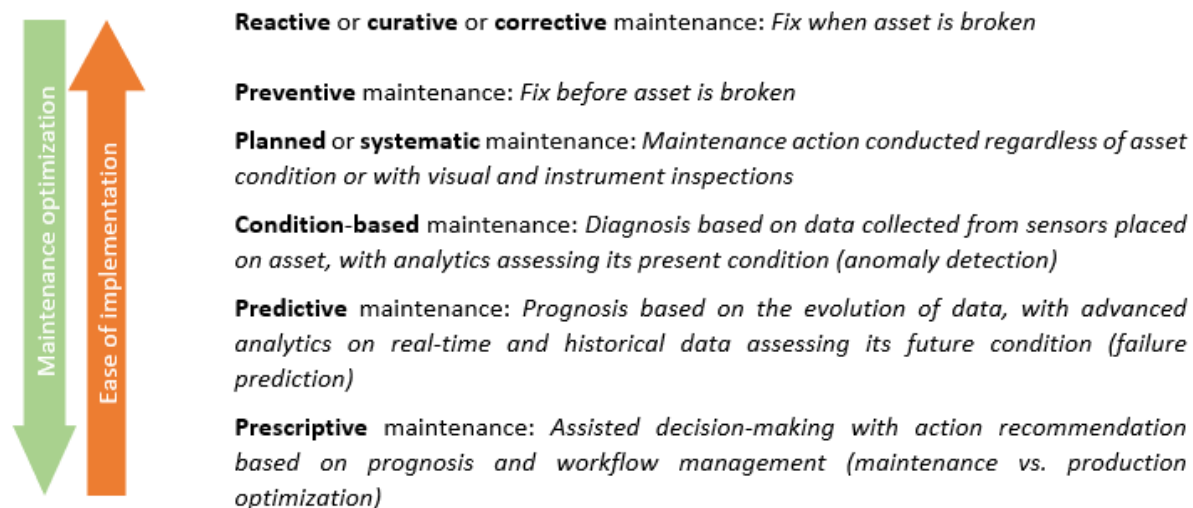 Maintenance optimization
Ease of implementation
Reactive or curative or corrective maintenance: Fix when asset is broken
Preventive maintenance: Fix before asset is broken
Planned or systematic maintenance: Maintenance action conducted regardless of asset
condition or with visual and instrument inspections
Condition-based maintenance: Diagnosis based on data collected from sensors placed
on asset, with analytics assessing its present condition (anomaly detection)
Predictive maintenance: Prognosis based on the evolution of data, with advanced
analytics on real-time and historical data assessing its future condition (failure
prediction)
Prescriptive maintenance: Assisted decision-making with action recommendation
based on prognosis and workflow management (maintenance vs. production
optimization)